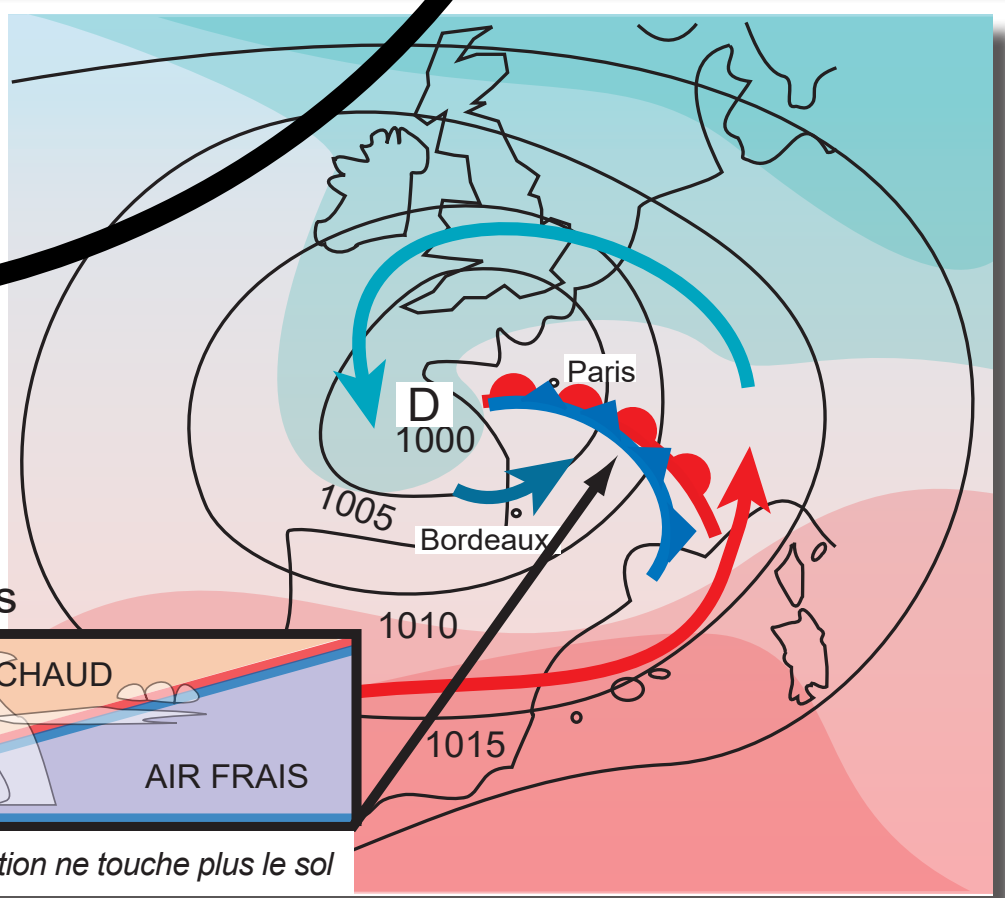 Paris
D
1000
1005
Bordeaux
S
1010
CHAUD
1015
AIR FRAIS
tion ne touche plus le sol